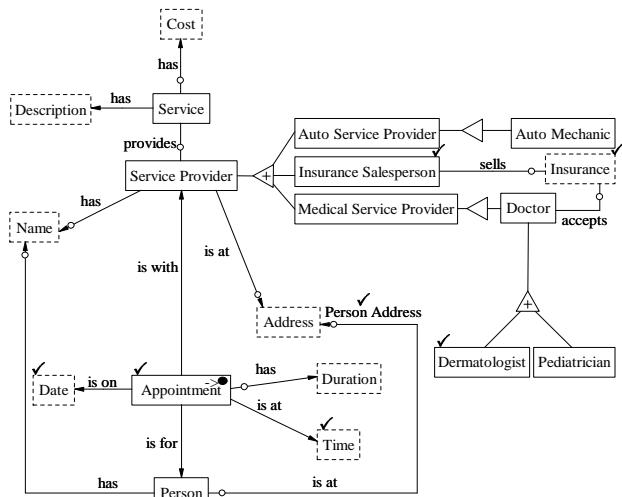 Cost
has
Description
has
Service
provides
Auto Service Provider
Auto Mechanic
Service Provider
+
Insurance Salesperson
sells
Insurance
Medical Service Provider
Doctor
accepts
has
Name
is with
is at
Address
Person Address
+
Dermatologist
Pediatrician
Date
is on
Appointment
->
has
Duration
is at
Time
is for
has
Person
is at